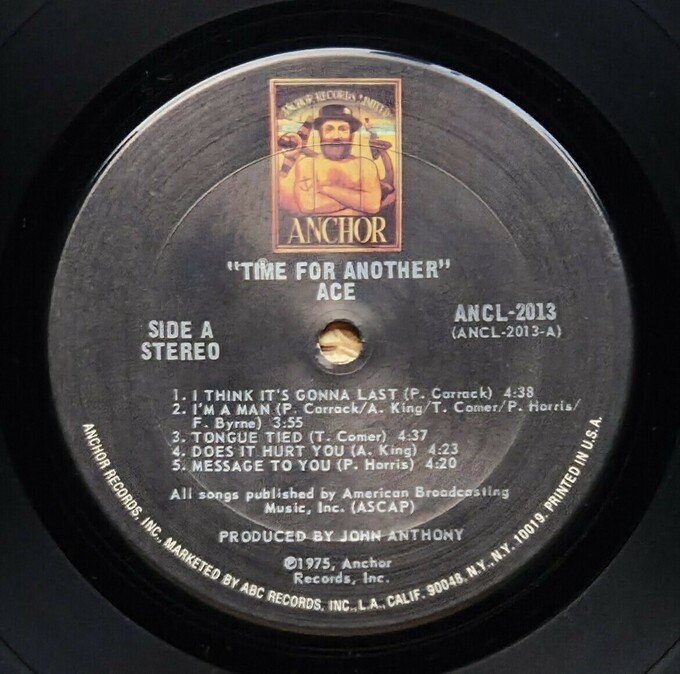 ANCHOR RECORDS LIMITED
ANCHOR
"TIME FOR ANOTHER"
ACE
SIDE A
STEREO
ANCL-2013
(ANCL-2013-A)
1. I THINK IT'S GONNA LAST (P. Carrack) 4:38
2. I'M A MAN (P. Carrack/A. King/T. Comer/P. Harris/
F. Byrne) 3:55
3. TONGUE TIED (T. Comer) 4:37
4. DOES IT HURT YOU (A. King) 4:23
5. MESSAGE TO YOU (P. Harris) 4:20
All songs published by American Broadcasting
Music, Inc. (ASCAP)
PRODUCED BY JOHN ANTHONY
℗1975, Anchor
Records, Inc.
ANCHOR RECORDS, INC., MARKETED BY ABC RECORDS, INC., L.A., CALIF. 90048. N.Y., N.Y. 10019. PRINTED IN U.S.A.